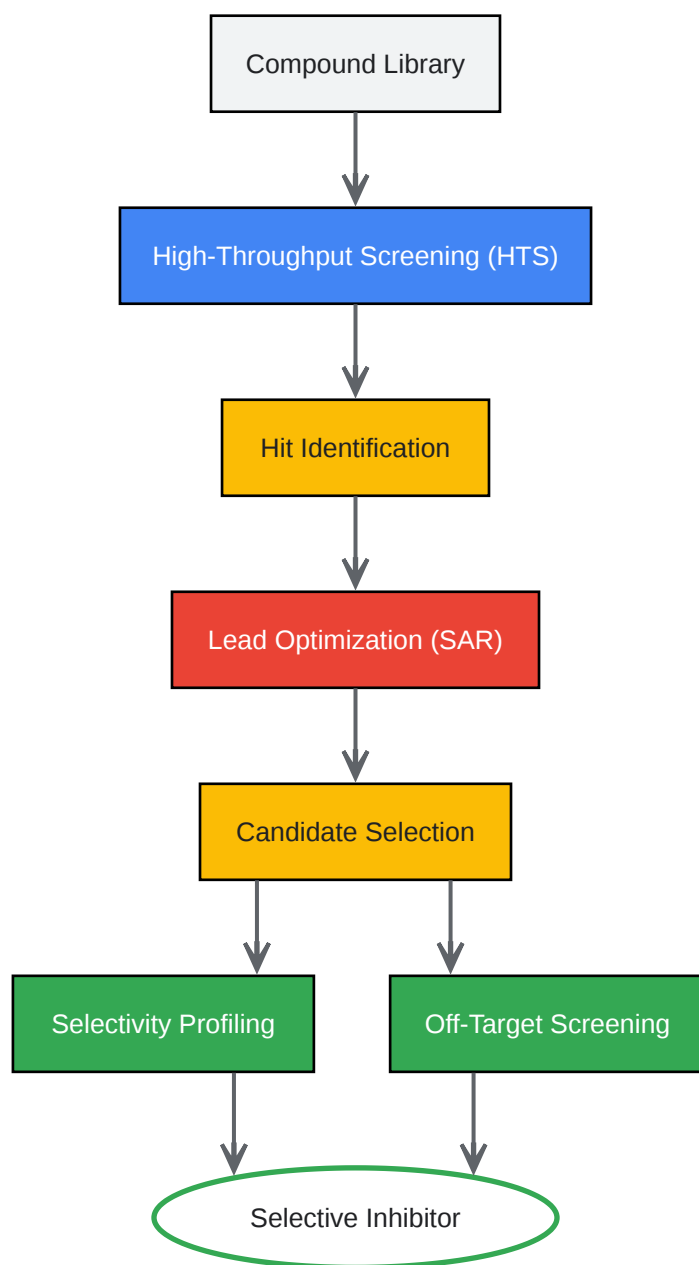 Compound Library
High-Throughput Screening (HTS)
Hit Identification
Lead Optimization (SAR)
Candidate Selection
Selectivity Profiling
Off-Target Screening
Selective Inhibitor